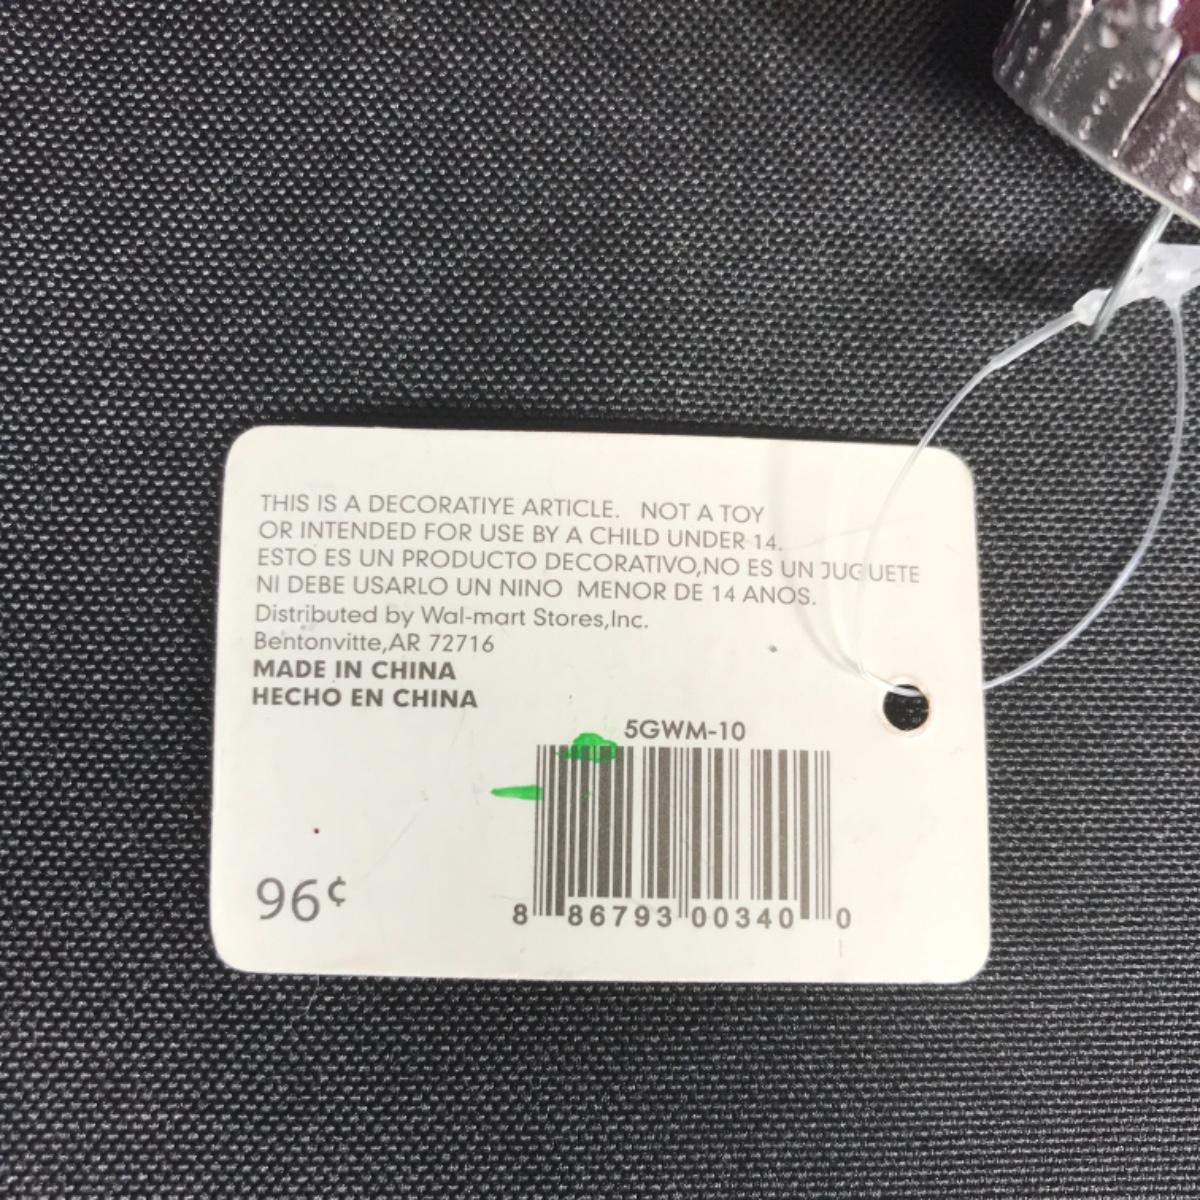 THIS IS A DECORATIYE ARTICLE. NOT A TOY
OR INTENDED FOR USE BY A CHILD UNDER 14.
ESTO ES UN PRODUCTO DECORATIVO,NO ES UN JUGUETE
NI DEBE USARLO UN NINO MENOR DE 14 ANOS.
Distributed by Wal-mart Stores,Inc.
Bentonvitte,AR 72716
MADE IN CHINA
HECHO EN CHINA
5GWM-10
96¢
8 86793 00340 0